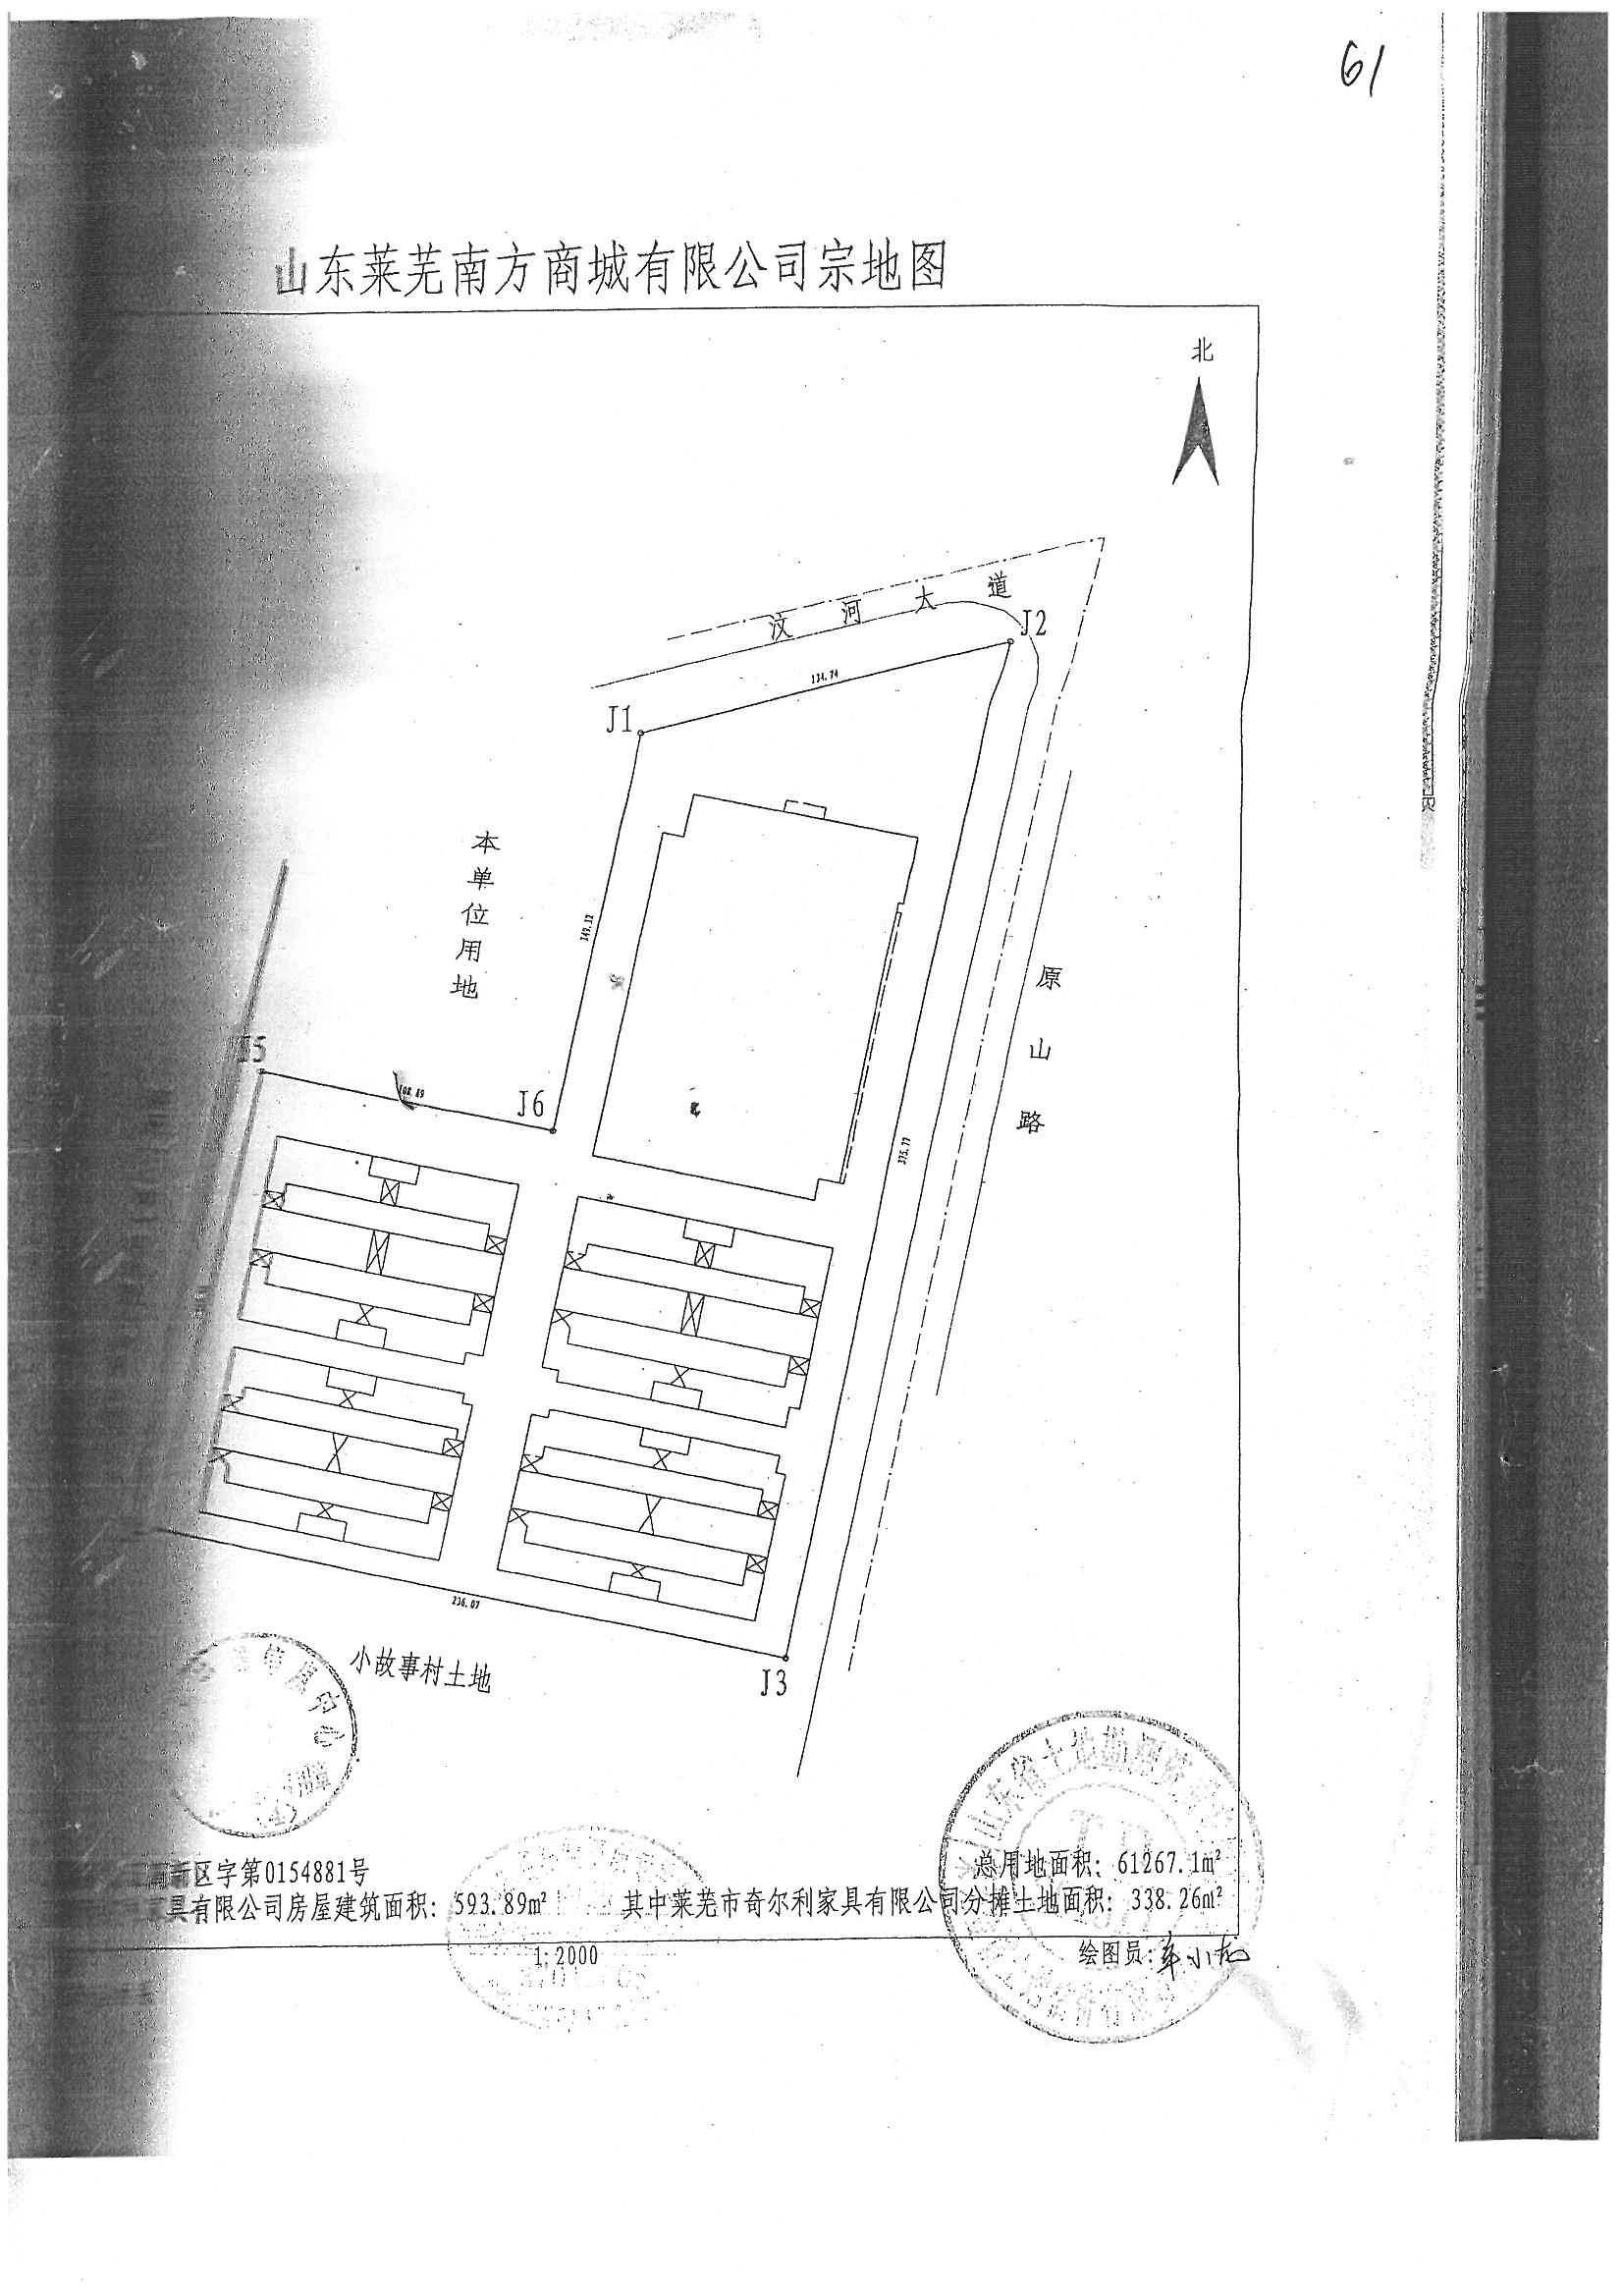 61
山东莱芜南方商城有限公司宗地图
北
汶河大道
J2
134.74
J1
本单位用地
149.12
原山路
J5
108.89
J6
375.77
236.07
小故事村土地
J3
区字第0154881号
总用地面积: 61267.1m²
具有限公司房屋建筑面积: 593.89m² 其中莱芜市奇尔利家具有限公司分摊土地面积: 338.26m²
1:2000
绘图员: